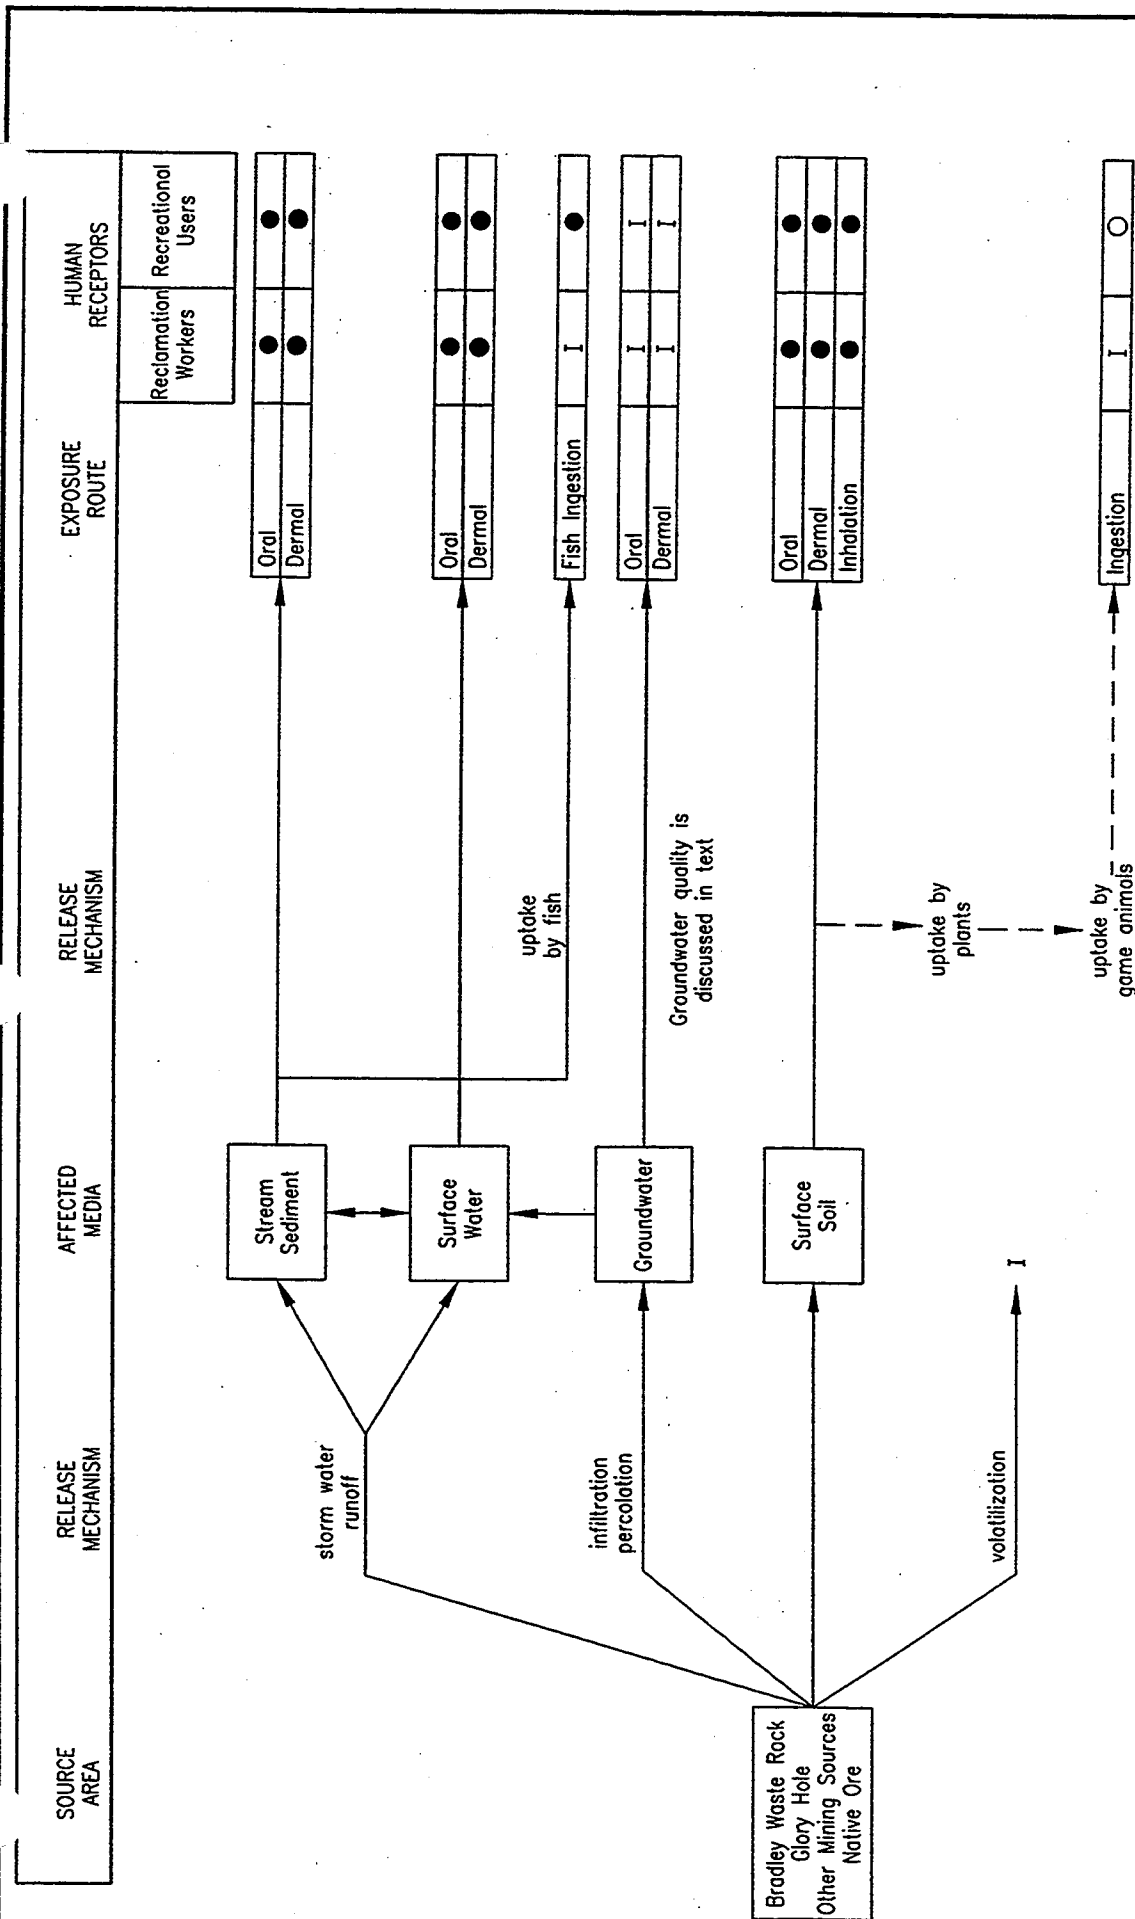 SOURCE
AREA
RELEASE
MECHANISM
AFFECTED
MEDIA
RELEASE
MECHANISM
EXPOSURE
ROUTE
HUMAN
RECEPTORS
Reclamation
Workers
Recreational
Users
Bradley Waste Rock
Glory Hole
Other Mining Sources
Native Ore
storm water
runoff
Stream
Sediment
Oral
Dermal
Surface
Water
Oral
Dermal
uptake
by fish
Fish Ingestion I
infiltration
percolation
Groundwater
Groundwater quality is
discussed in text
Oral I I
Dermal I I
Surface
Soil
Oral
Dermal
Inhalation
volatilization
I
uptake by
plants
uptake by
game animals
Ingestion I O